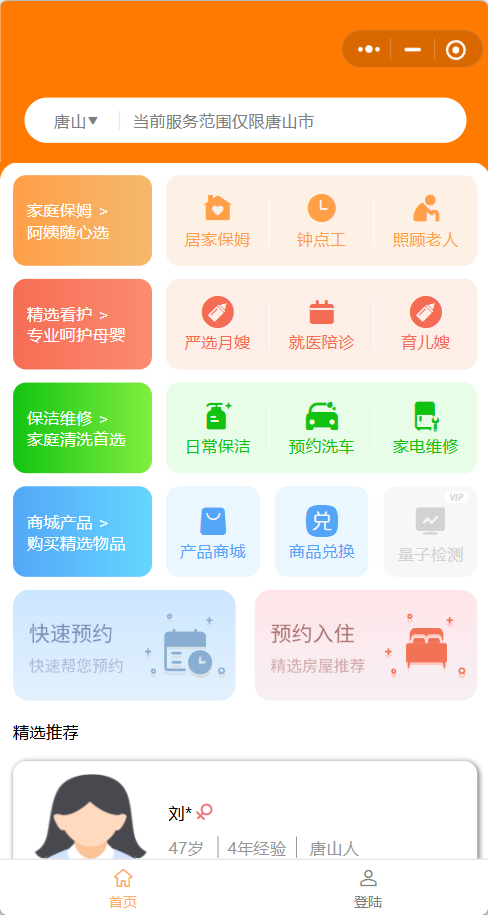 唐山▼ 当前服务范围仅限唐山市
家庭保姆 >
阿姨随心选
居家保姆 钟点工 照顾老人
精选看护 >
专业呵护母婴
严选月嫂 就医陪诊 育儿嫂
保洁维修 >
家庭清洗首选
日常保洁 预约洗车 家电维修
商城产品 >
购买精选物品
兑
VIP
产品商城 商品兑换 量子检测
快速预约
快速帮您预约
预约入住
精选房屋推荐
精选推荐
刘*
47岁 4年经验 唐山人
首页 登陆